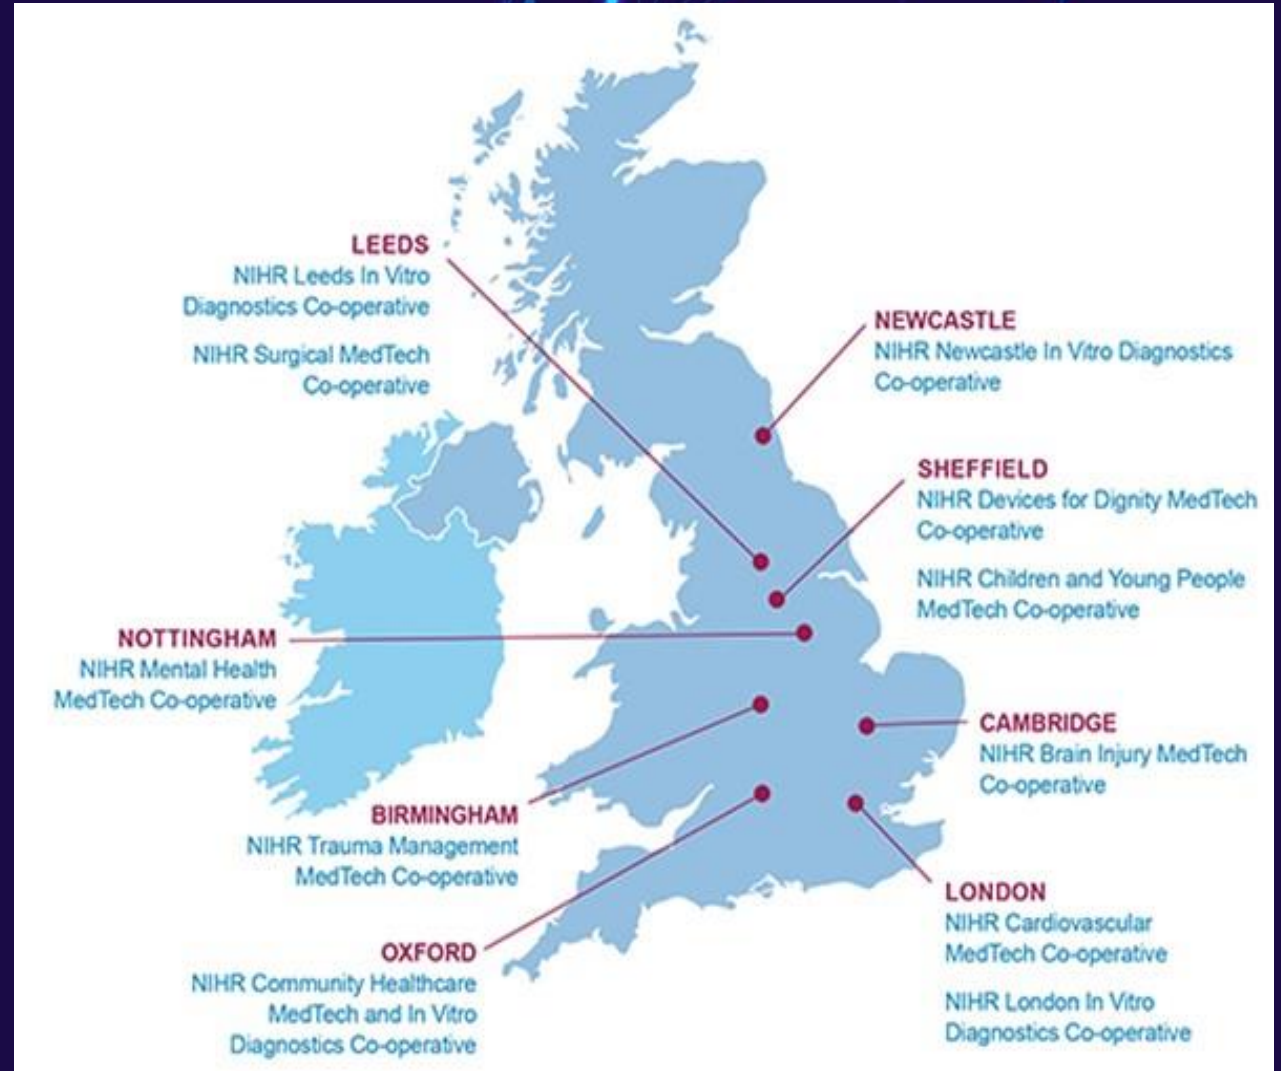 LEEDS
NIHR Leeds In Vitro
Diagnostics Co-operative
NIHR Surgical MedTech
Co-operative
NEWCASTLE
NIHR Newcastle In Vitro Diagnostics
Co-operative
SHEFFIELD
NIHR Devices for Dignity MedTech
Co-operative
NIHR Children and Young People
MedTech Co-operative
NOTTINGHAM
NIHR Mental Health
MedTech Co-operative
CAMBRIDGE
NIHR Brain Injury MedTech
Co-operative
BIRMINGHAM
NIHR Trauma Management
MedTech Co-operative
LONDON
NIHR Cardiovascular
MedTech Co-operative
NIHR London In Vitro
Diagnostics Co-operative
OXFORD
NIHR Community Healthcare
MedTech and In Vitro
Diagnostics Co-operative